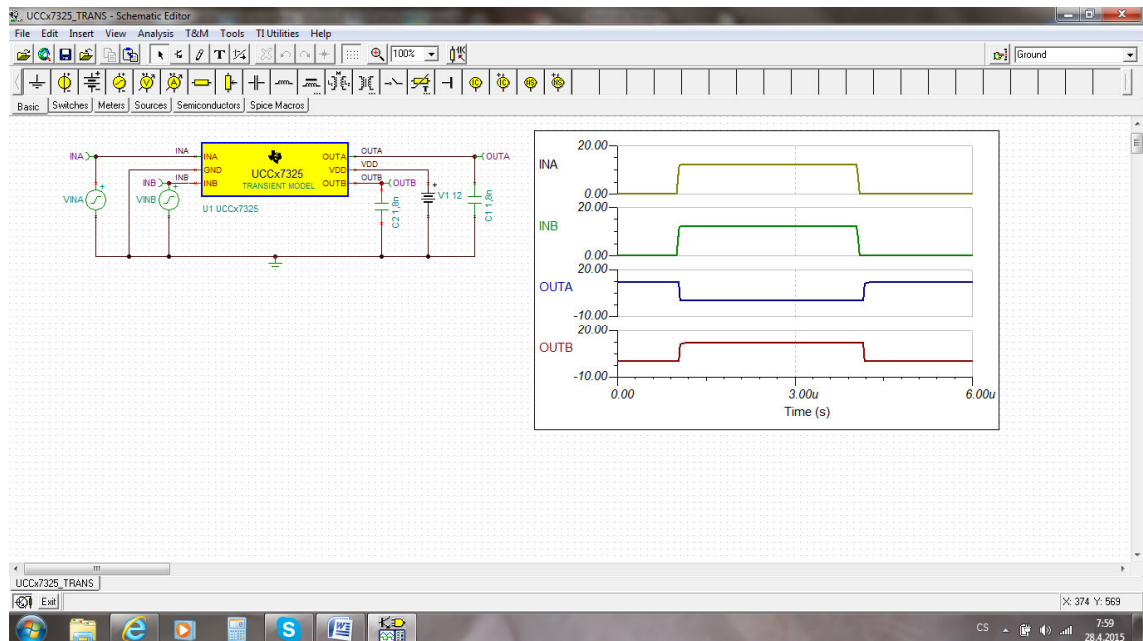 UCCx7325_TRANS - Schematic Editor
File Edit Insert View Analysis T&M Tools TI Utilities Help
100%
Ground
Basic Switches Meters Sources Semiconductors Spice Macros
INA
INA
INA
GND
INB
INB
INB
VINA
VINB
UCCx7325
TRANSIENT MODEL
U1 UCCx7325
OUTA
VDD
OUTB
OUTA
VDD
OUTB
OUTB
OUTA
C2 1,8n
V1 12
C1 1,8n
INA
20.00
0.00
INB
20.00
0.00
OUTA
20.00
-10.00
OUTB
20.00
-10.00
0.00 3.00u 6.00u
Time (s)
UCCx7325_TRANS
Exit
X: 374 Y: 569
CS
7:59
28.4.2015